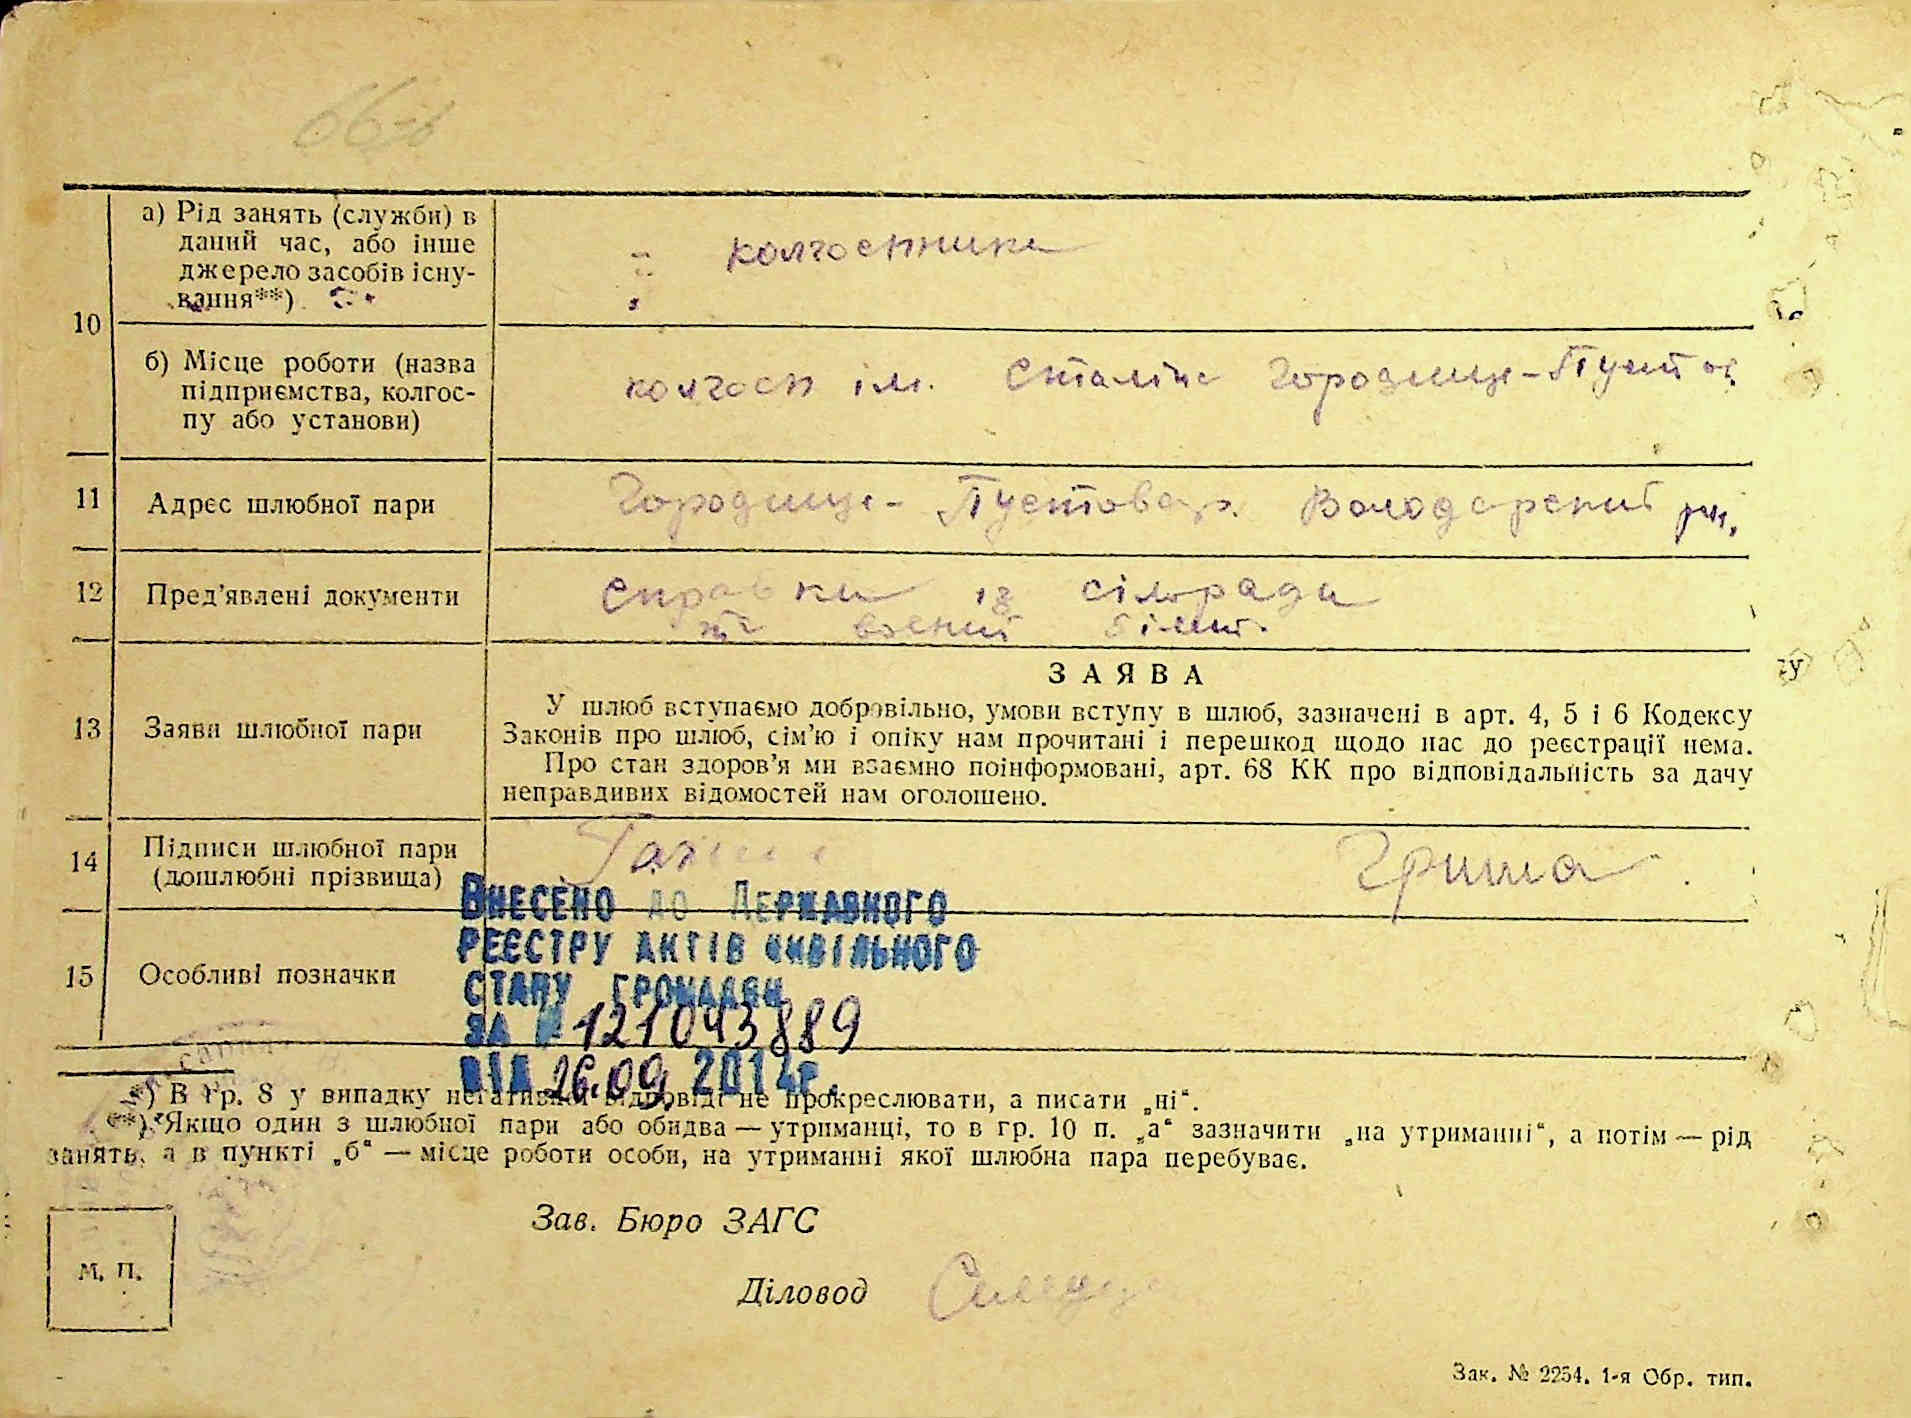 66-б
10
а) Рід занять (служби) в
даний час, або інше
джерело засобів існу-
вання**)
колгоспники
б) Місце роботи (назва
підприємства, колгос-
пу або установи)
колгосп ім. Сталіна Городище-Пустов
11
Адрес шлюбної пари
Городище-Пустовар. Володарский рн.
12
Пред’явлені документи
Справки із сілради
та воений білет.
13
Заяви шлюбної пари
ЗАЯВА
У шлюб вступаємо добровільно, умови вступу в шлюб, зазначені в арт. 4, 5 і 6 Кодексу
Законів про шлюб, сім’ю і опіку нам прочитані і перешкод щодо нас до реєстрації нема.
Про стан здоров’я ми взаємно поінформовані, арт. 68 КК про відповідальність за дачу
неправдивих відомостей нам оголошено.
14
Підписи шлюбної пари
(дошлюбні прізвища)
Гриша
15
Особливі позначки
Внесено до Державного
реєстру актів цивільного
стану громадян
за № 121043889
від 26.09. 2014р.
*) В гр. 8 у випадку негативної відповіді не прокреслювати, а писати „ні“.
**) Якщо один з шлюбної пари або обидва — утриманці, то в гр. 10 п. „а“ зазначити „на утриманні“, а потім — рід
занять, а в пункті „б“ — місце роботи особи, на утриманні якої шлюбна пара перебуває.
Зав. Бюро ЗАГС
М. П.
Діловод
Зак. № 2254. 1-я Обр. тип.